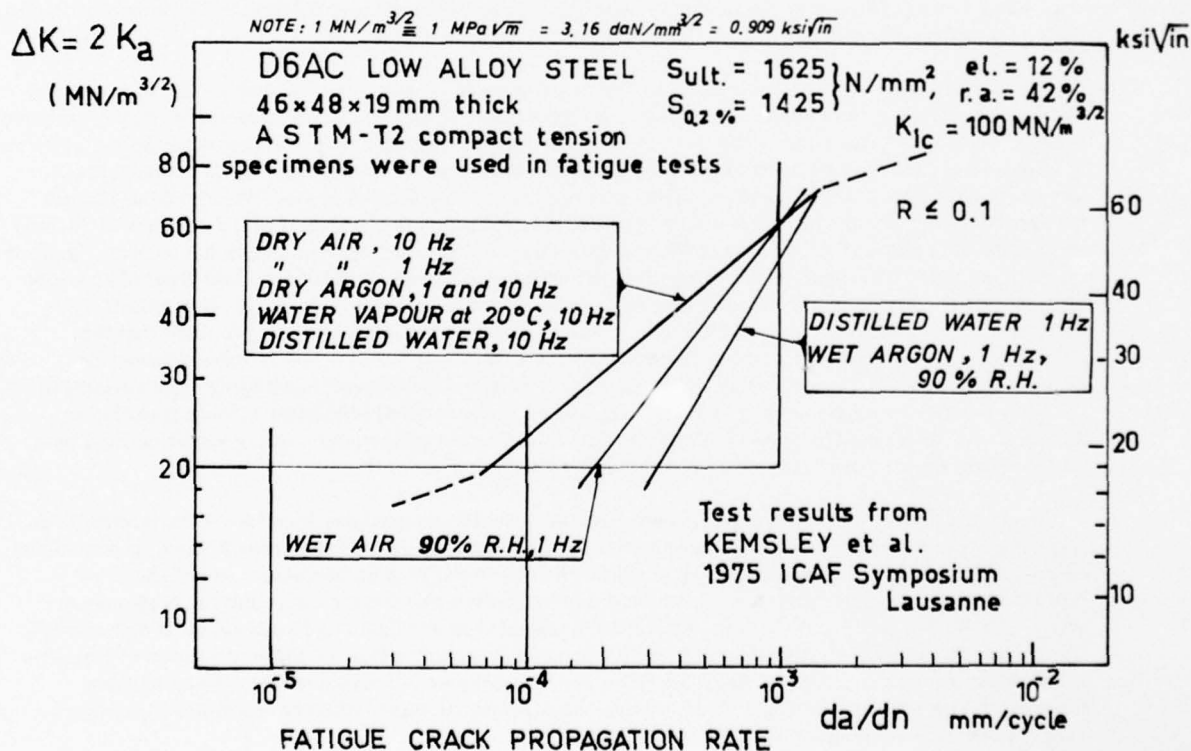 NOTE: 1 MN/m^3/2 ≅ 1 MPa√m = 3.16 daN/mm^3/2 = 0.909 ksi√in
ΔK = 2 Ka
(MN/m^3/2)
ksi√in
D6AC LOW ALLOY STEEL
46×48×19 mm thick
ASTM-T2 compact tension
specimens were used in fatigue tests
Sult. = 1625
S0,2 % = 1425
} N/mm²,
el. = 12 %
r.a. = 42 %
KIc = 100 MN/m^3/2
R ≦ 0.1
80
60
40
30
20
10
60
40
30
20
10
DRY AIR, 10 Hz
" " 1 Hz
DRY ARGON, 1 and 10 Hz
WATER VAPOUR at 20°C, 10 Hz
DISTILLED WATER, 10 Hz
DISTILLED WATER 1 Hz
WET ARGON, 1 Hz,
90 % R.H.
WET AIR 90% R.H., 1 Hz
Test results from
KEMSLEY et al.
1975 ICAF Symposium
Lausanne
10^-5
10^-4
10^-3
10^-2
da/dn mm/cycle
FATIGUE CRACK PROPAGATION RATE